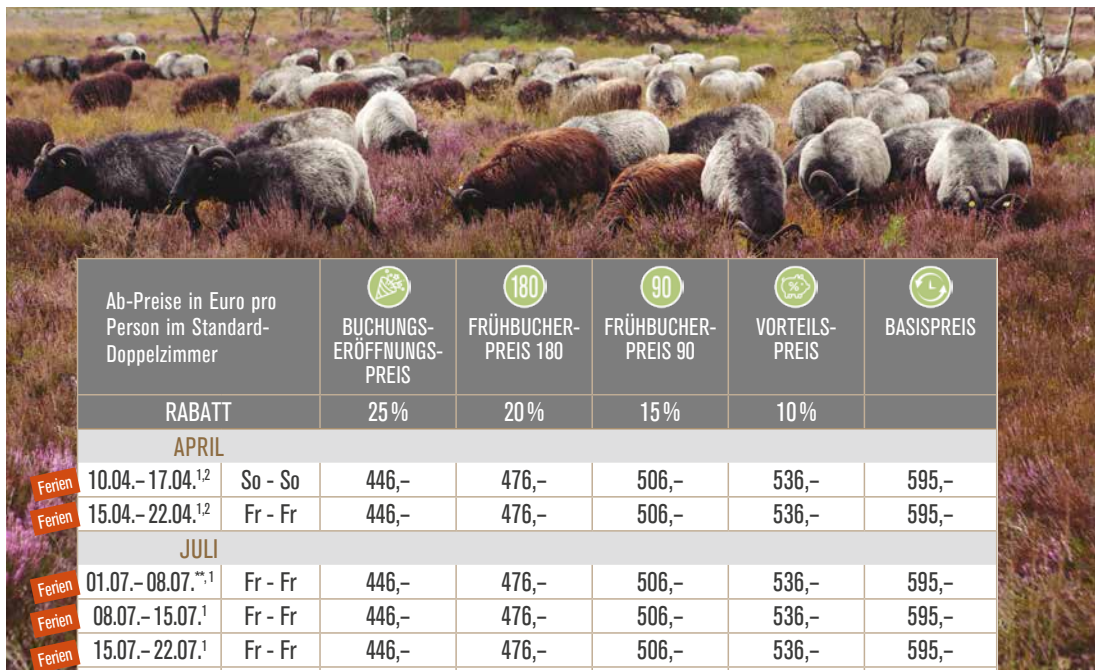 Ab-Preise in Euro pro
Person im Standard-
Doppelzimmer
BUCHUNGS-
ERÖFFNUNGS-
PREIS
180
FRÜHBUCHER-
PREIS 180
90
FRÜHBUCHER-
PREIS 90
%
VORTEILS-
PREIS
BASISPREIS
RABATT 25% 20% 15% 10%
APRIL
Ferien 10.04.–17.04.¹,² So - So 446,– 476,– 506,– 536,– 595,–
Ferien 15.04.–22.04.¹,² Fr - Fr 446,– 476,– 506,– 536,– 595,–
JULI
Ferien 01.07.–08.07.**,¹ Fr - Fr 446,– 476,– 506,– 536,– 595,–
Ferien 08.07.–15.07.¹ Fr - Fr 446,– 476,– 506,– 536,– 595,–
Ferien 15.07.–22.07.¹ Fr - Fr 446,– 476,– 506,– 536,– 595,–